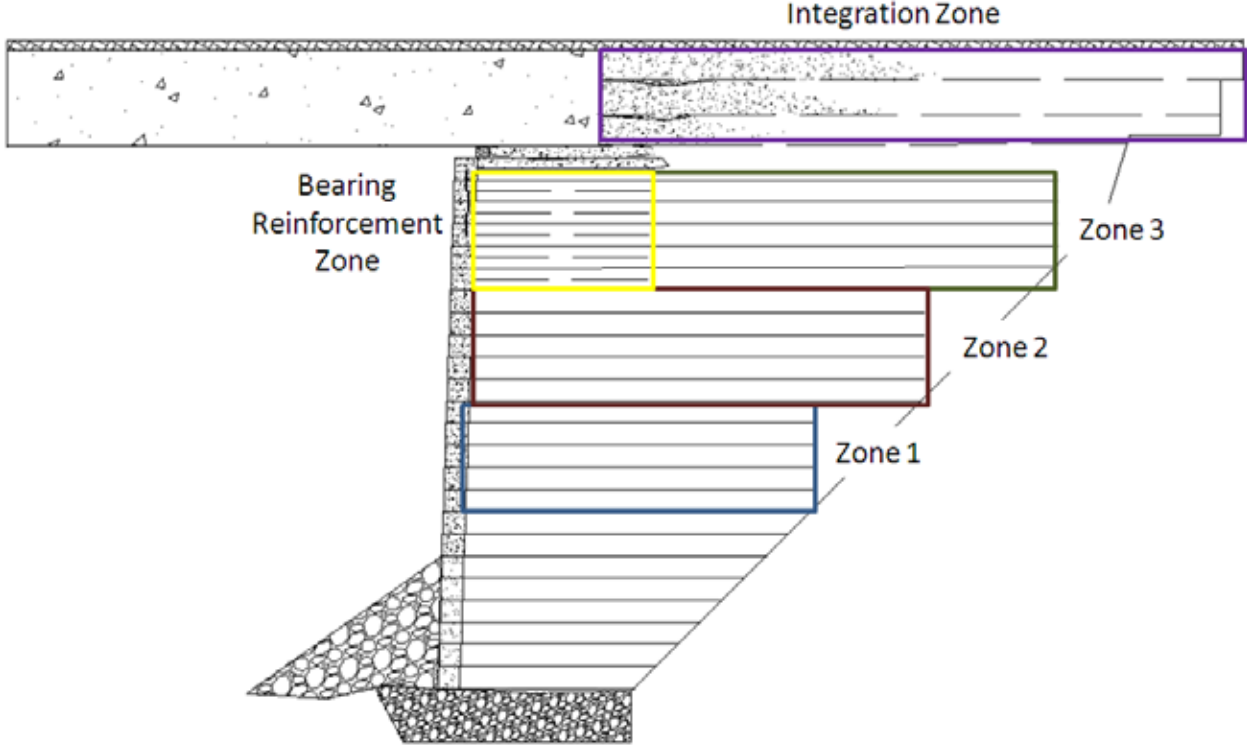 Integration Zone
Bearing
Reinforcement
Zone
Zone 3
Zone 2
Zone 1